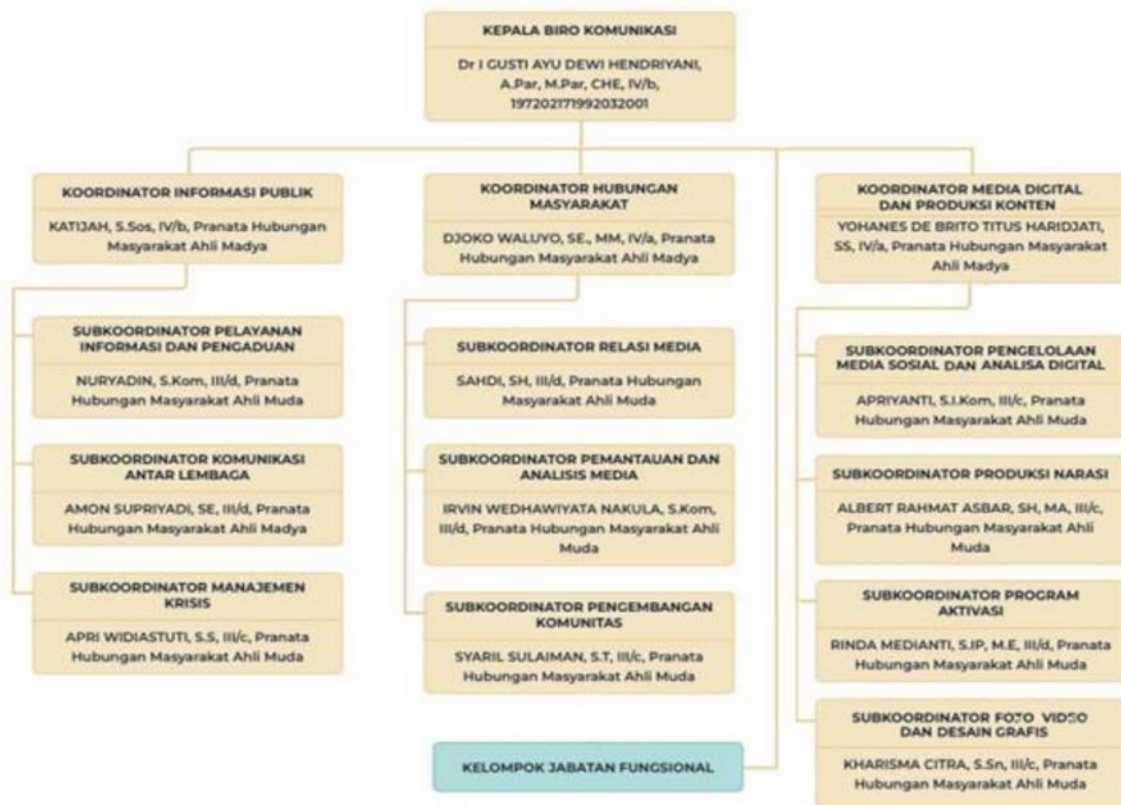 KEPALA BIRO KOMUNIKASI
Dr I GUSTI AYU DEWI HENDRIYANI,
A.Par, M.Par, CHE, IV/b,
197202171992032001
KOORDINATOR INFORMASI PUBLIK
KATIJAH, S.Sos, IV/b, Pranata Hubungan
Masyarakat Ahli Madya
SUBKOORDINATOR PELAYANAN
INFORMASI DAN PENGADUAN
NURYADIN, S.Kom, III/d, Pranata
Hubungan Masyarakat Ahli Muda
SUBKOORDINATOR KOMUNIKASI
ANTAR LEMBAGA
AMON SUPRIYADI, SE, III/d, Pranata
Hubungan Masyarakat Ahli Madya
SUBKOORDINATOR MANAJEMEN
KRISIS
APRI WIDIASTUTI, S.S, III/c, Pranata
Hubungan Masyarakat Ahli Muda
KOORDINATOR HUBUNGAN
MASYARAKAT
DJOKO WALUYO, SE., MM, IV/a, Pranata
Hubungan Masyarakat Ahli Madya
SUBKOORDINATOR RELASI MEDIA
SAHDI, SH, III/d, Pranata Hubungan
Masyarakat Ahli Muda
SUBKOORDINATOR PEMANTAUAN DAN
ANALISIS MEDIA
IRVIN WEDHAWIYATA NAKULA, S.Kom,
III/d, Pranata Hubungan Masyarakat Ahli
Muda
SUBKOORDINATOR PENGEMBANGAN
KOMUNITAS
SYARIL SULAIMAN, S.T, III/c, Pranata
Hubungan Masyarakat Ahli Muda
KELOMPOK JABATAN FUNGSIONAL
KOORDINATOR MEDIA DIGITAL
DAN PRODUKSI KONTEN
YOHANES DE BRITO TITUS HARIDJATI,
SS, IV/a, Pranata Hubungan Masyarakat
Ahli Madya
SUBKOORDINATOR PENGELOLAAN
MEDIA SOSIAL DAN ANALISA DIGITAL
APRIYANTI, S.I.Kom, III/c, Pranata
Hubungan Masyarakat Ahli Muda
SUBKOORDINATOR PRODUKSI NARASI
ALBERT RAHMAT ASBAR, SH, MA, III/c,
Pranata Hubungan Masyarakat Ahli
Muda
SUBKOORDINATOR PROGRAM
AKTIVASI
RINDA MEDIANTI, S.IP, M.E, III/d, Pranata
Hubungan Masyarakat Ahli Muda
SUBKOORDINATOR FOTO VIDEO
DAN DESAIN GRAFIS
KHARISMA CITRA, S.Sn, III/c, Pranata
Hubungan Masyarakat Ahli Muda